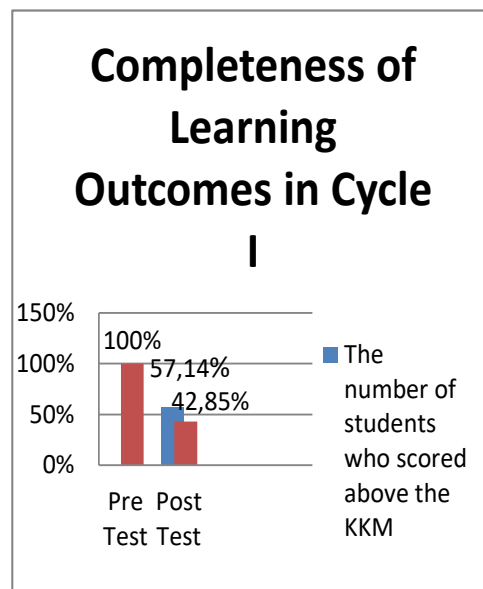 Completeness of
Learning
Outcomes in Cycle
I
150%
100%
50%
0%
100%
57,14%
42,85%
Pre
Test
Post
Test
The
number of
students
who scored
above the
KKM